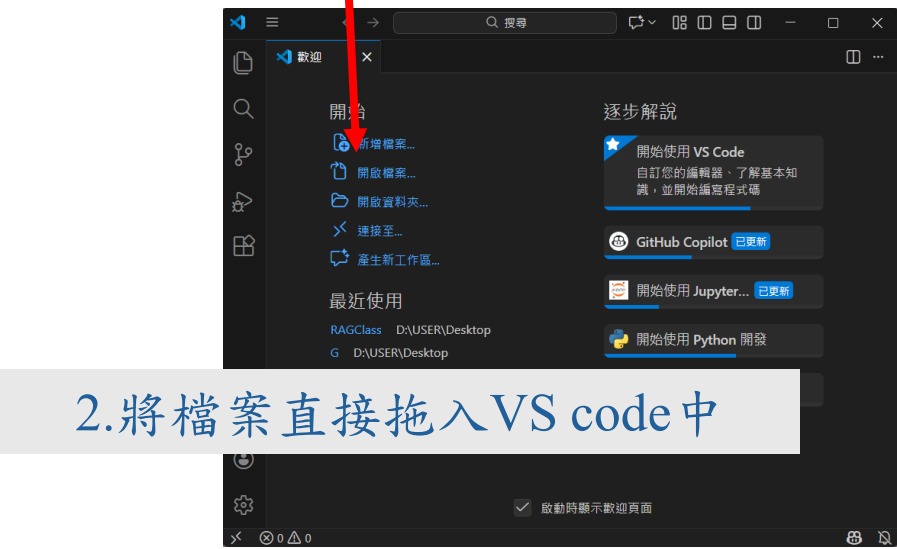 搜尋
歡迎
開始
新增檔案...
開啟檔案...
開啟資料夾...
連接至...
產生新工作區...
最近使用
RAGClass D:\USER\Desktop
G D:\USER\Desktop
逐步解說
開始使用 VS Code
自訂您的編輯器、了解基本知
識，並開始編寫程式碼
GitHub Copilot 已更新
開始使用 Jupyter... 已更新
開始使用 Python 開發
2.將檔案直接拖入VS code中
啟動時顯示歡迎頁面
0 0